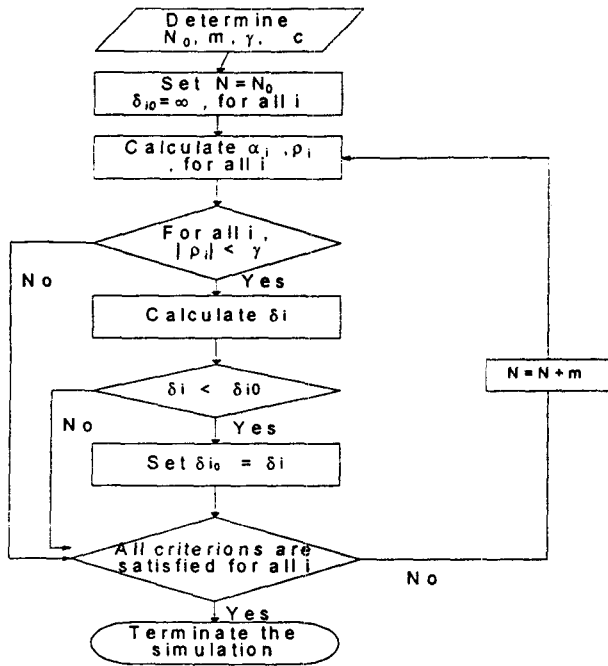 Determine
N₀, m, γ, c
Set N=N₀
δi0=∞ , for all i
Calculate αi ,ρi
, for all i
For all i,
|ρi| < γ
No
Yes
Calculate δi
δi < δi0
No
Yes
N=N+m
Set δi₀ = δi
All criterions are
satisfied for all i
No
Yes
Terminate the
simulation